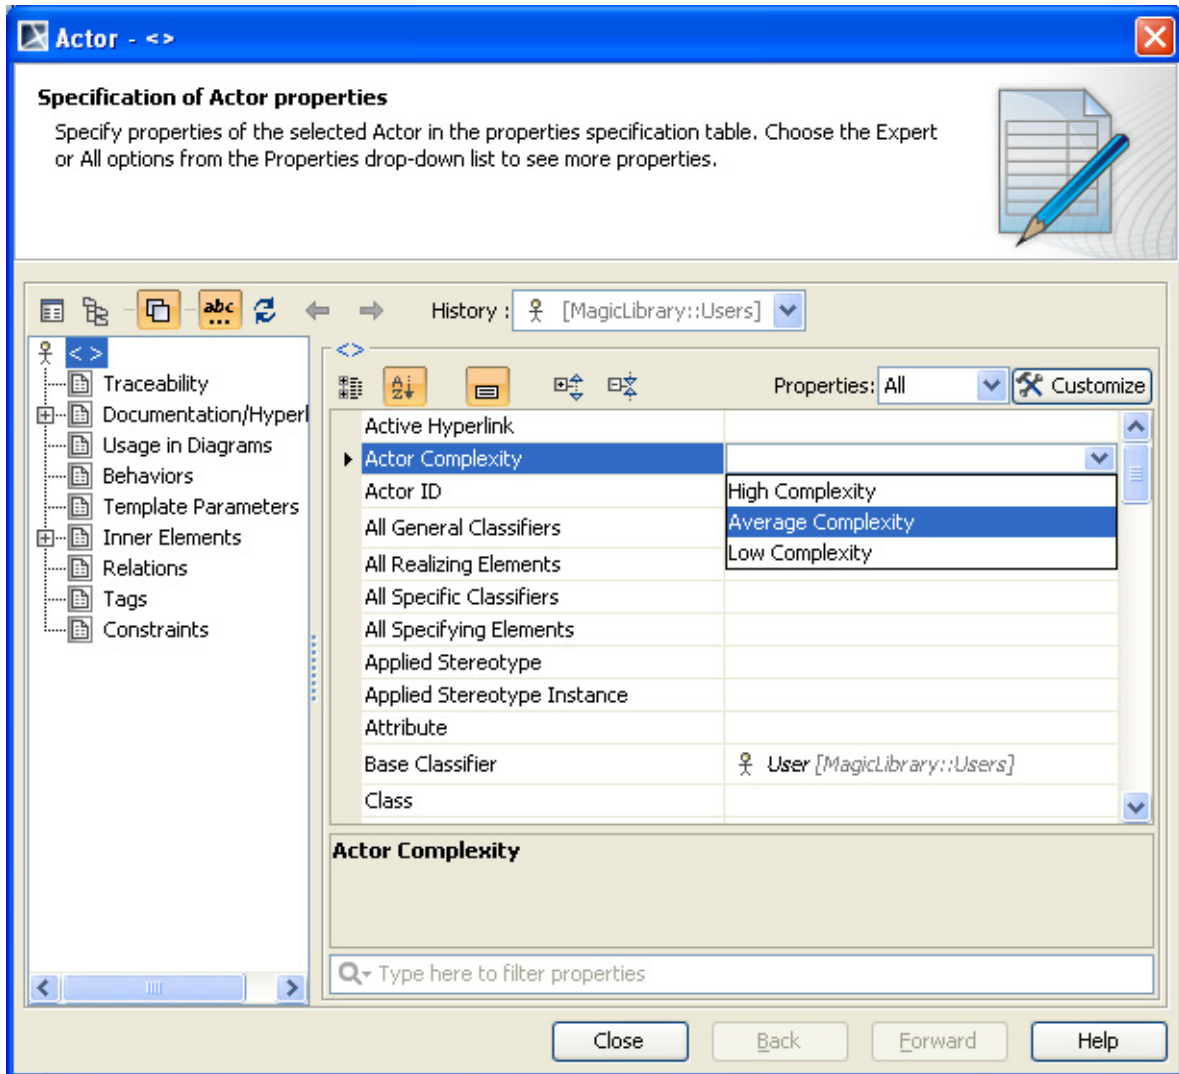 Actor - <>
Specification of Actor properties
Specify properties of the selected Actor in the properties specification table. Choose the Expert
or All options from the Properties drop-down list to see more properties.
abc
History :
[MagicLibrary::Users]
< >
Traceability
Documentation/Hyperl
Usage in Diagrams
Behaviors
Template Parameters
Inner Elements
Relations
Tags
Constraints
<>
Properties: All
Customize
Active Hyperlink
Actor Complexity
Actor ID
High Complexity
All General Classifiers
Average Complexity
Low Complexity
All Realizing Elements
All Specific Classifiers
All Specifying Elements
Applied Stereotype
Applied Stereotype Instance
Attribute
Base Classifier
User [MagicLibrary::Users]
Class
Actor Complexity
Type here to filter properties
Close
Back
Forward
Help